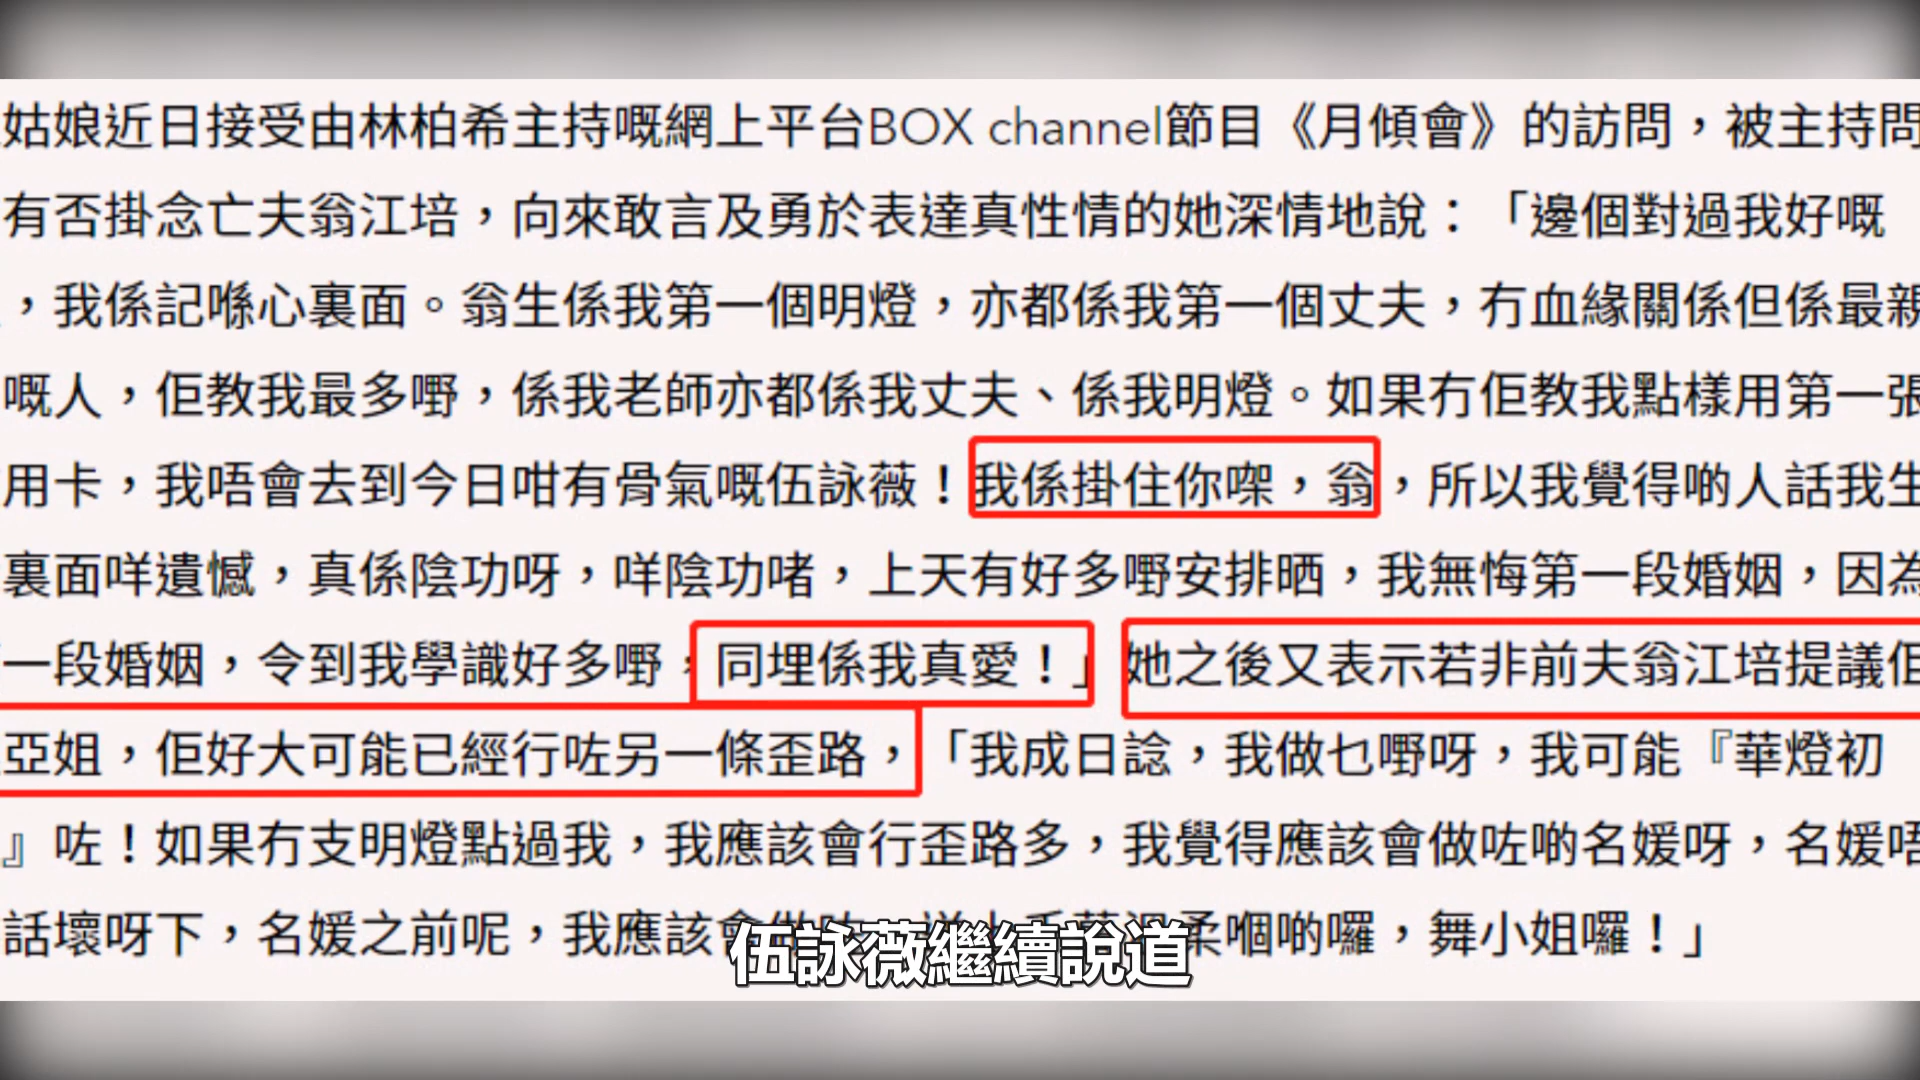 姑娘近日接受由林柏希主持嘅網上平台BOX channel節目《月傾會》的訪問，被主持問
有否掛念亡夫翁江培，向來敢言及勇於表達真性情的她深情地說：「邊個對過我好嘅
，我係記喺心裏面。翁生係我第一個明燈，亦都係我第一個丈夫，冇血緣關係但係最親
嘅人，佢教我最多嘢，係我老師亦都係我丈夫、係我明燈。如果冇佢教我點樣用第一張
用卡，我唔會去到今日咁有骨氣嘅伍詠薇！我係掛住你㗎，翁，所以我覺得啲人話我生
裏面咩遺憾，真係陰功呀，咩陰功啫，上天有好多嘢安排晒，我無悔第一段婚姻，因為
一段婚姻，令到我學識好多嘢，同埋係我真愛！」她之後又表示若非前夫翁江培提議佢
亞姐，佢好大可能已經行咗另一條歪路，「我成日諗，我做乜嘢呀，我可能『華燈初
』咗！如果冇支明燈點過我，我應該會行歪路多，我覺得應該會做咗啲名媛呀，名媛唔
話壞呀下，名媛之前呢，我應該會柔嗰啲囉，舞小姐囉！」
伍詠薇繼續說道